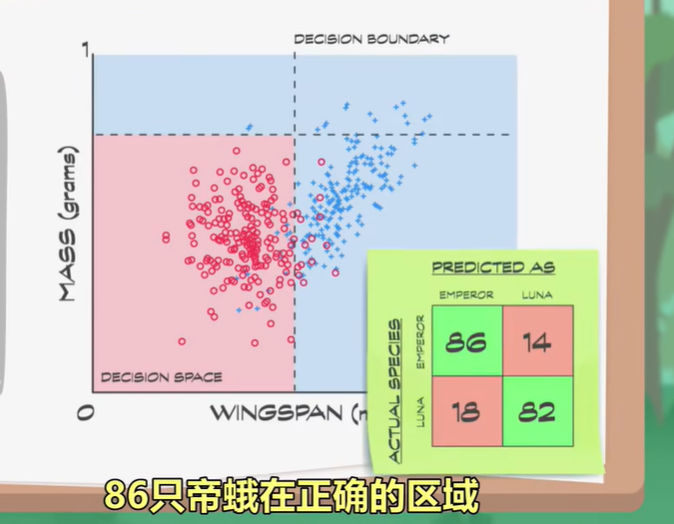 DECISION BOUNDARY
1
MASS (grams)
DECISION SPACE
0
WINGSPAN (
PREDICTED AS
EMPEROR LUNA
ACTUAL SPECIES
EMPEROR
86 14
LUNA
18 82
86只帝蛾在正确的区域